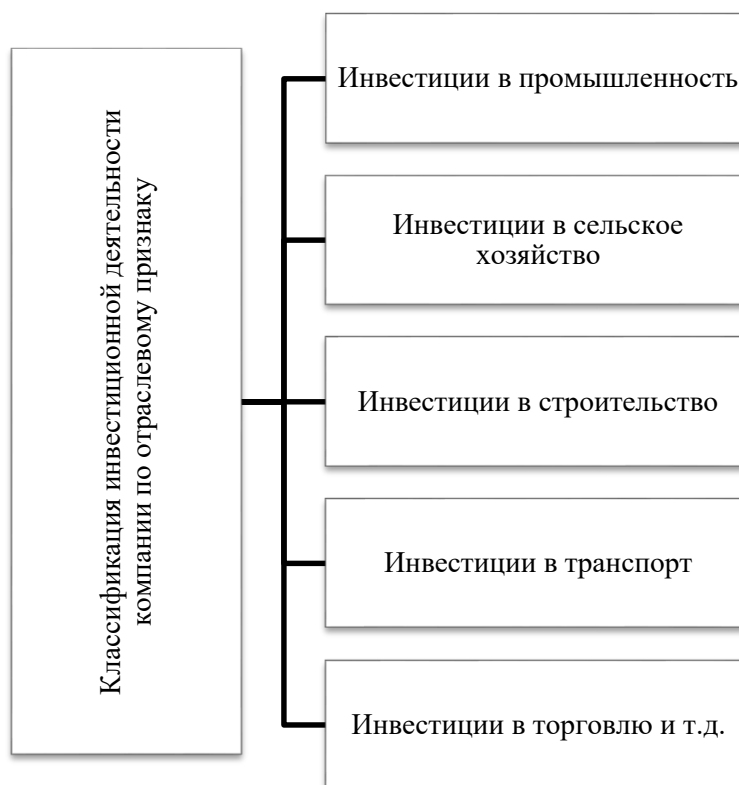 Классификация инвестиционной деятельности
компании по отраслевому признаку
Инвестиции в промышленность
Инвестиции в сельское
хозяйство
Инвестиции в строительство
Инвестиции в транспорт
Инвестиции в торговлю и т.д.